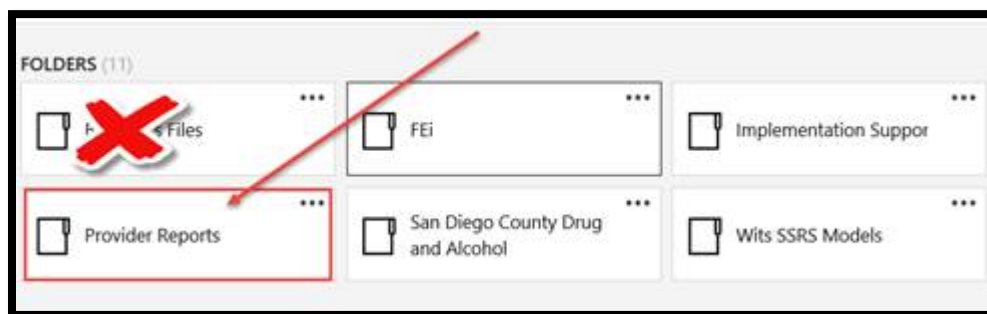 FOLDERS (11)
Files
FEi
Implementation Suppor
Provider Reports
San Diego County Drug
and Alcohol
Wits SSRS Models